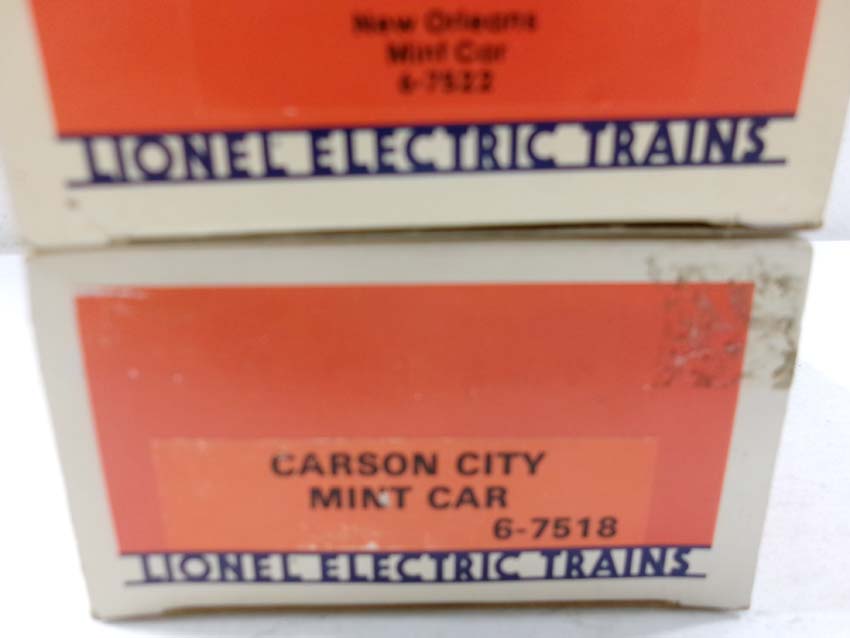 New Orleans
Mint Car
6-7522
LIONEL ELECTRIC TRAINS
CARSON CITY
MINT CAR
6-7518
LIONEL ELECTRIC TRAINS